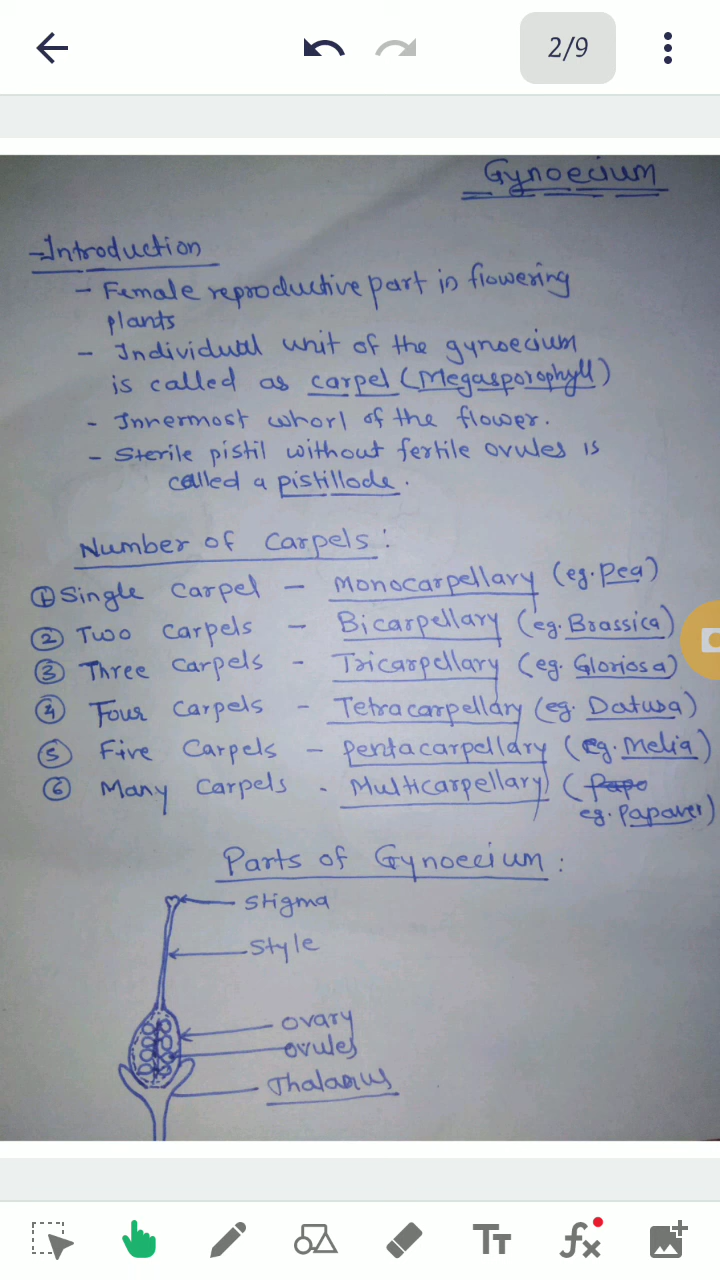 2/9
Gynoecium
-Introduction
- Female reproductive part in flowering
plants
- Individual unit of the gynoecium
is called as carpel (Megasporophyll)
- Innermost whorl of the flower.
- Sterile pistil without fertile ovules is
called a pistillode.
Number of Carpels:
① Single carpel - Monocarpellary (eg. Pea)
② Two carpels - Bicarpellary (eg. Brassica)
③ Three carpels - Tricarpellary (eg. Gloriosa)
④ Four carpels - Tetracarpellary (eg. Datura)
⑤ Five Carpels - Pentacarpellary (eg. Melia)
⑥ Many Carpels - Multicarpellary (Papo
eg. Papaver)
Parts of Gynoecium:
Stigma
Style
ovary
ovules
Thalamus
TT
fx